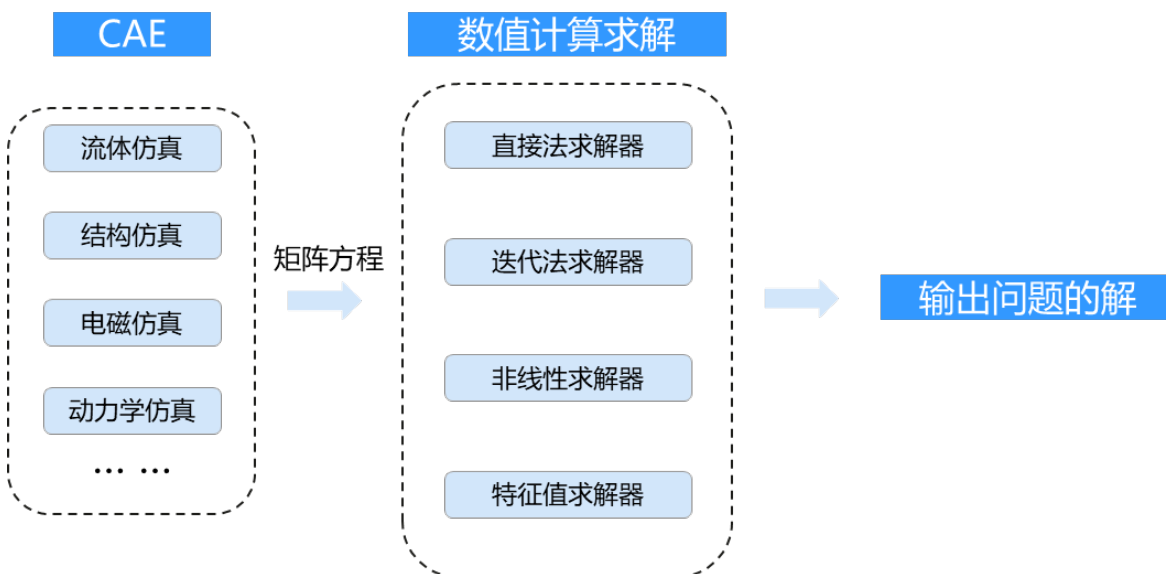 CAE
流体仿真
结构仿真
电磁仿真
动力学仿真
... ...
矩阵方程
数值计算求解
直接法求解器
迭代法求解器
非线性求解器
特征值求解器
输出问题的解